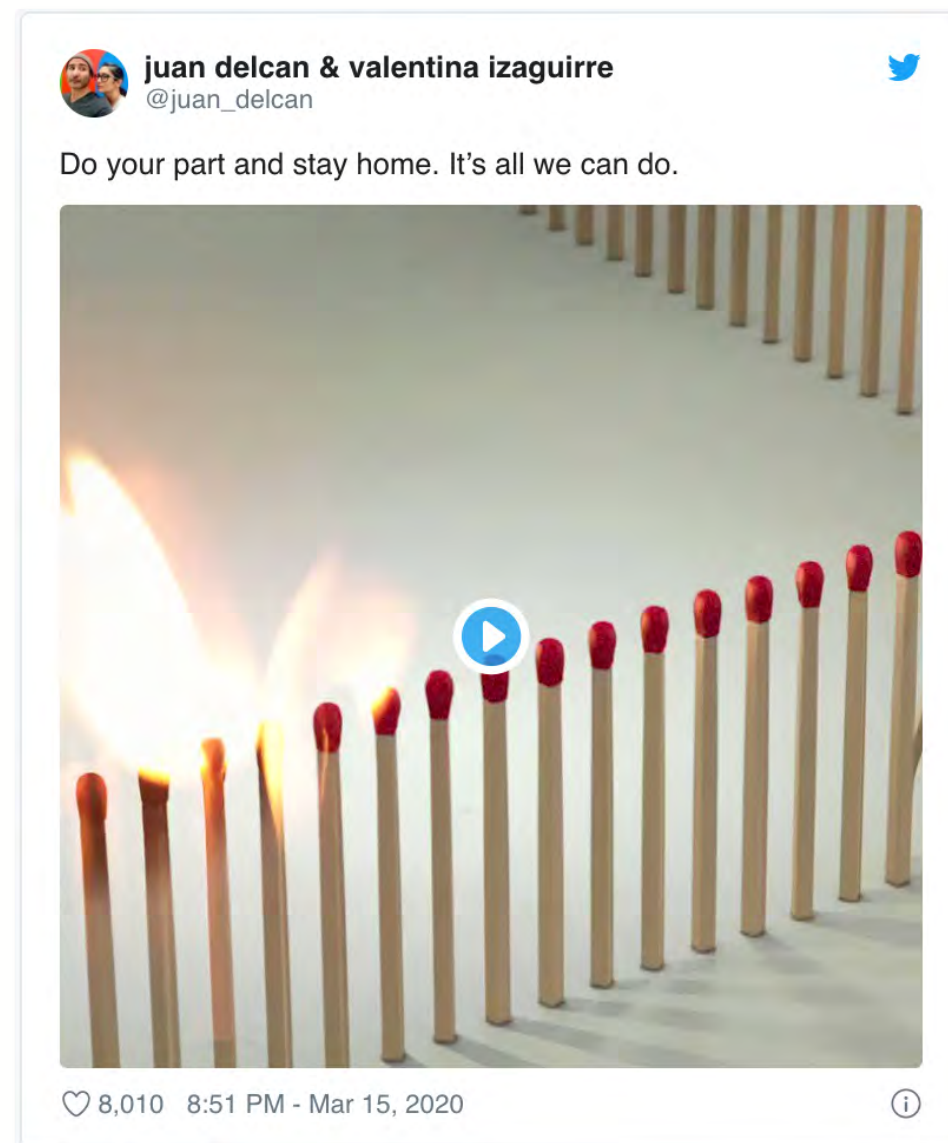 juan delcan & valentina izaguirre
@juan_delcan
Do your part and stay home. It’s all we can do.
8,010 8:51 PM - Mar 15, 2020